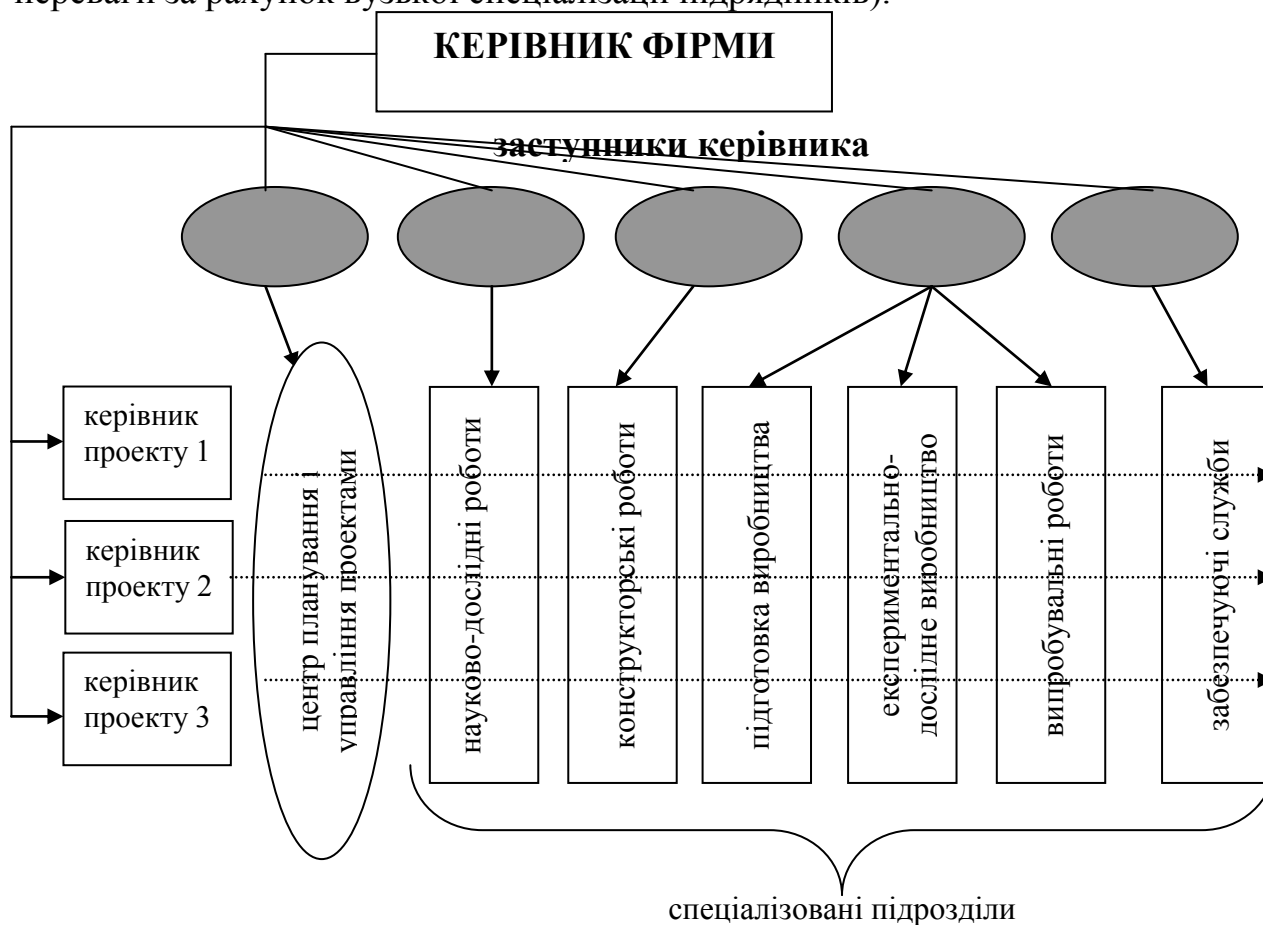 переваги за рахунок вузької спеціалізації підрядників).
КЕРІВНИК ФІРМИ
заступники керівника
керівник
проекту 1
керівник
проекту 2
керівник
проекту 3
центр планування і
управління проектами
науково-дослідні роботи
конструкторські роботи
підготовка виробництва
експериментально-
дослідне виробництво
випробувальні роботи
забезпечуючі служби
спеціалізовані підрозділи